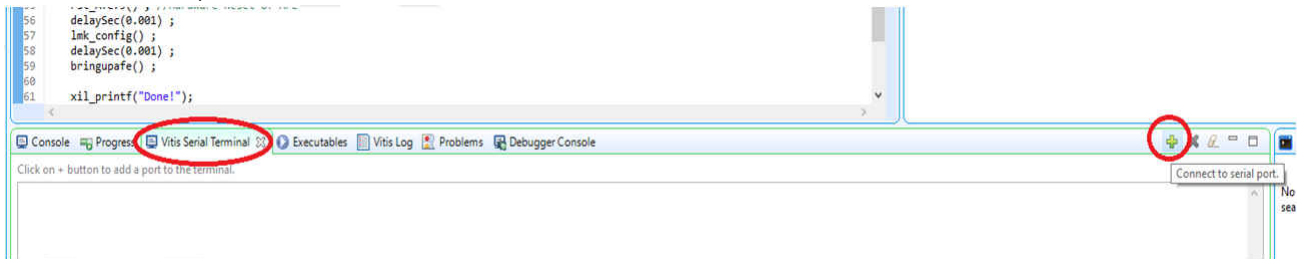 56 delaySec(0.001) ;
57 lmk_config() ;
58 delaySec(0.001) ;
59 bringupafe() ;
60
61 xil_printf("Done!");
Console Progress Vitis Serial Terminal Executables Vitis Log Problems Debugger Console
Click on + button to add a port to the terminal.
Connect to serial port.
No
sea